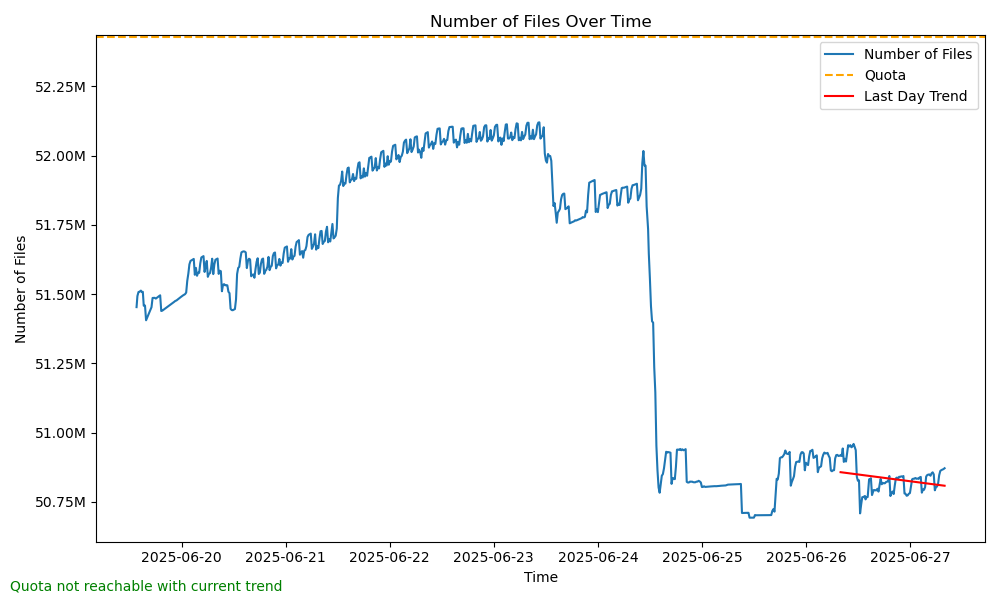 Number of Files Over Time
Number of Files
Quota
Last Day Trend
52.25M
52.00M
51.75M
51.50M
51.25M
51.00M
50.75M
Number of Files
2025-06-20
2025-06-21
2025-06-22
2025-06-23
2025-06-24
2025-06-25
2025-06-26
2025-06-27
Time
Quota not reachable with current trend